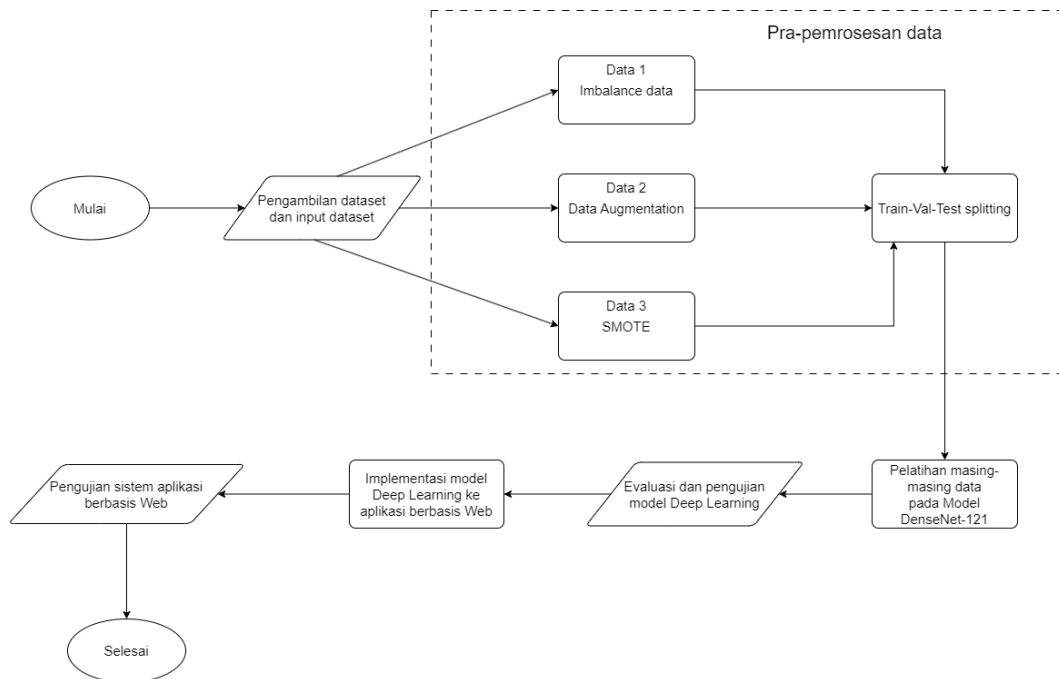 Pra-pemrosesan data
Data 1
Imbalance data
Mulai
Pengambilan dataset
dan input dataset
Data 2
Data Augmentation
Train-Val-Test splitting
Data 3
SMOTE
Pelatihan masing-
masing data
pada Model
DenseNet-121
Evaluasi dan pengujian
model Deep Learning
Implementasi model
Deep Learning ke
aplikasi berbasis Web
Pengujian sistem aplikasi
berbasis Web
Selesai